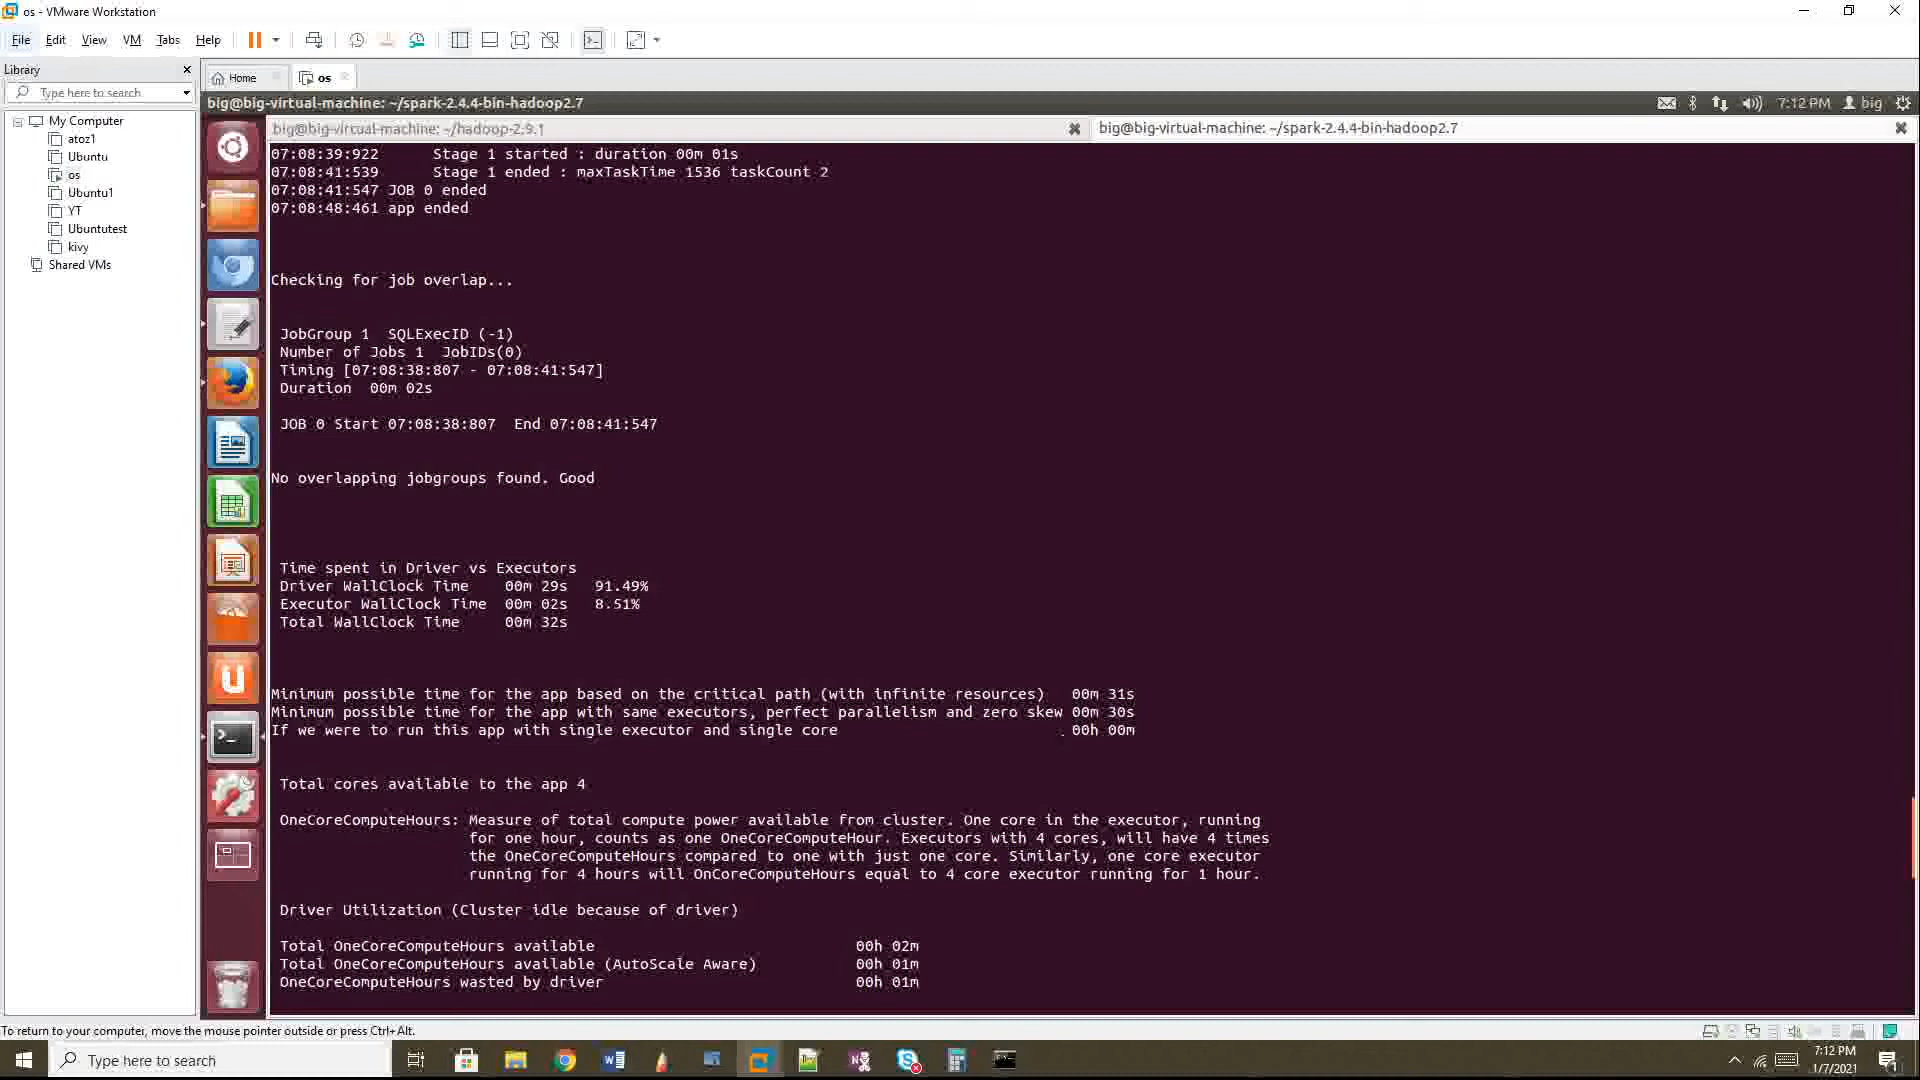 os - VMware Workstation
File Edit View VM Tabs Help
Library
Home
os
Type here to search
big@big-virtual-machine: ~/spark-2.4.4-bin-hadoop2.7
7:12 PM big
My Computer
atoz1
Ubuntu
os
Ubuntu1
YT
Ubuntutest
kivy
Shared VMs
big@big-virtual-machine: ~/hadoop-2.9.1
big@big-virtual-machine: ~/spark-2.4.4-bin-hadoop2.7
07:08:39:922 Stage 1 started : duration 00m 01s
07:08:41:539 Stage 1 ended : maxTaskTime 1536 taskCount 2
07:08:41:547 JOB 0 ended
07:08:48:461 app ended
Checking for job overlap...
JobGroup 1 SQLExecID (-1)
Number of Jobs 1 JobIDs(0)
Timing [07:08:38:807 - 07:08:41:547]
Duration 00m 02s
JOB 0 Start 07:08:38:807 End 07:08:41:547
No overlapping jobgroups found. Good
Time spent in Driver vs Executors
Driver WallClock Time 00m 29s 91.49%
Executor WallClock Time 00m 02s 8.51%
Total WallClock Time 00m 32s
Minimum possible time for the app based on the critical path (with infinite resources) 00m 31s
Minimum possible time for the app with same executors, perfect parallelism and zero skew 00m 30s
If we were to run this app with single executor and single core 00h 00m
Total cores available to the app 4
OneCoreComputeHours: Measure of total compute power available from cluster. One core in the executor, running
for one hour, counts as one OneCoreComputeHour. Executors with 4 cores, will have 4 times
the OneCoreComputeHours compared to one with just one core. Similarly, one core executor
running for 4 hours will OnCoreComputeHours equal to 4 core executor running for 1 hour.
Driver Utilization (Cluster idle because of driver)
Total OneCoreComputeHours available 00h 02m
Total OneCoreComputeHours available (AutoScale Aware) 00h 01m
OneCoreComputeHours wasted by driver 00h 01m
To return to your computer, move the mouse pointer outside or press Ctrl+Alt.
Type here to search
7:12 PM
1/7/2021